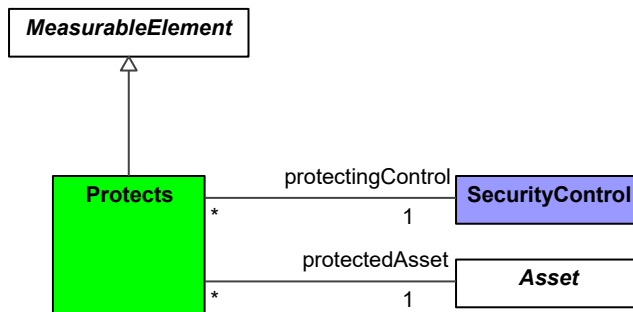 MeasurableElement
Protects
protectingControl
SecurityControl
*
1
protectedAsset
Asset
*
1